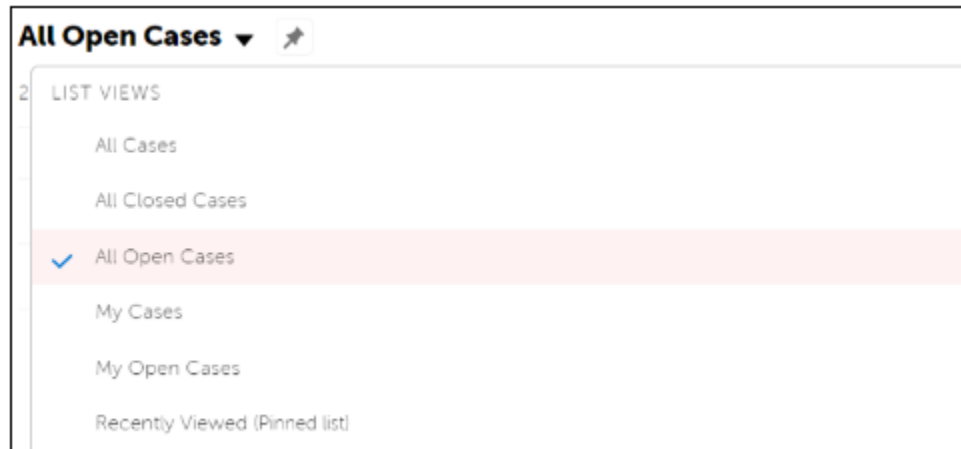 All Open Cases
2
LIST VIEWS
All Cases
All Closed Cases
All Open Cases
My Cases
My Open Cases
Recently Viewed (Pinned list)